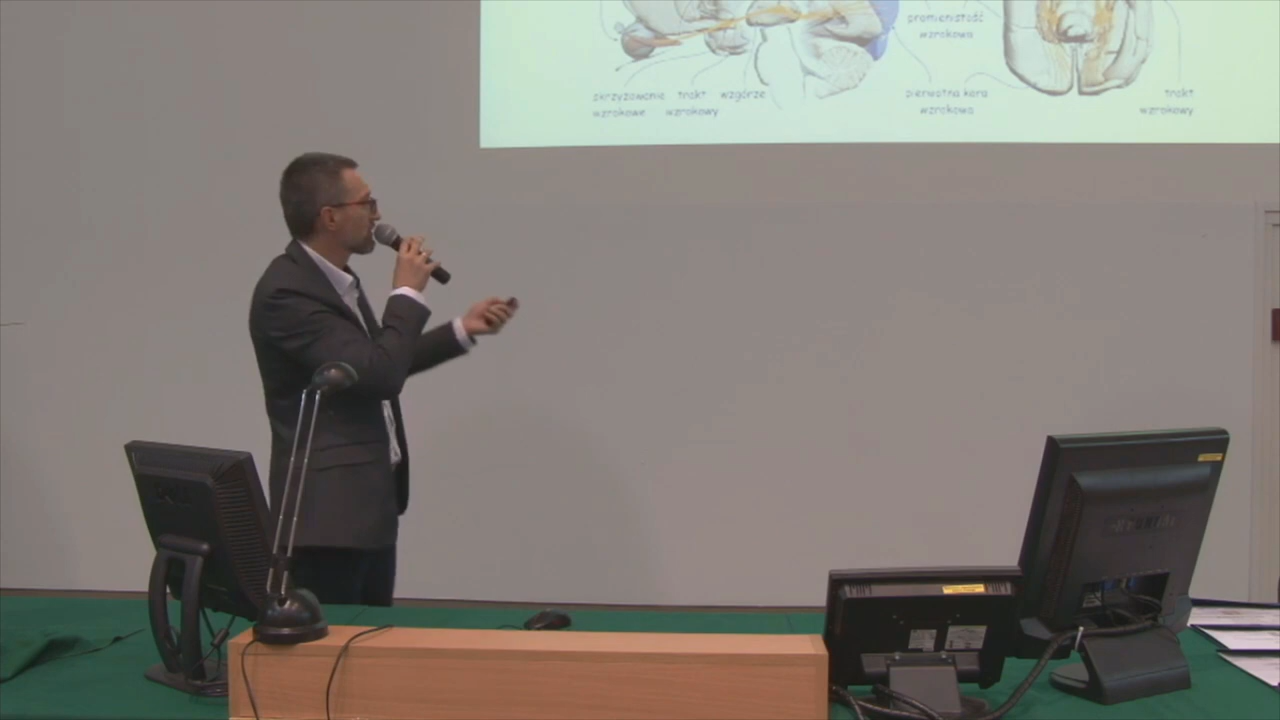 promienistość
wzrokowa
skrzyżowanie trakt wzgórze
wzrokowe wzrokowy
pierwotna kora
wzrokowa
trakt
wzrokowy